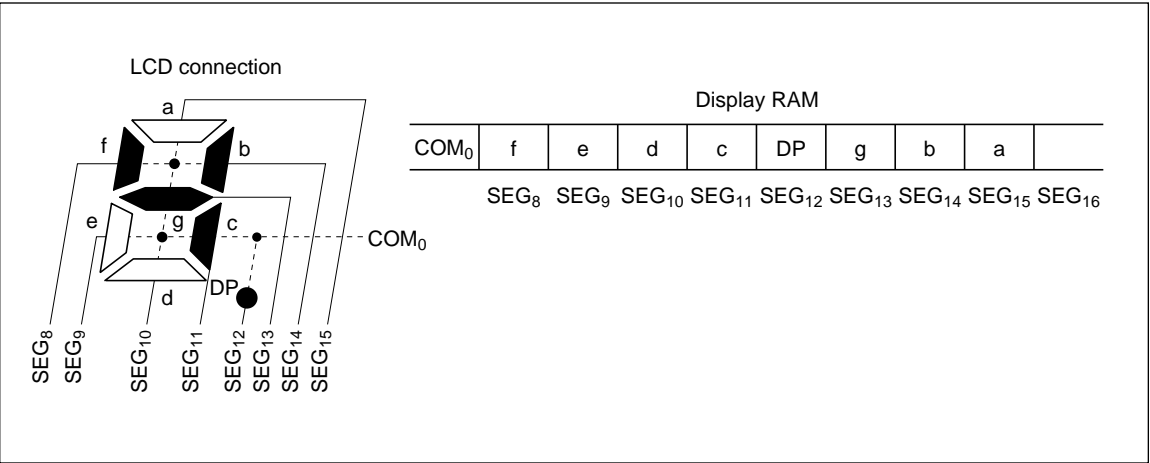 LCD connection
a
f
b
e
g
c
COM₀
d
DP
SEG₈
SEG₉
SEG₁₀
SEG₁₁
SEG₁₂
SEG₁₃
SEG₁₄
SEG₁₅
Display RAM
COM₀ f e d c DP g b a
SEG₈ SEG₉ SEG₁₀ SEG₁₁ SEG₁₂ SEG₁₃ SEG₁₄ SEG₁₅ SEG₁₆